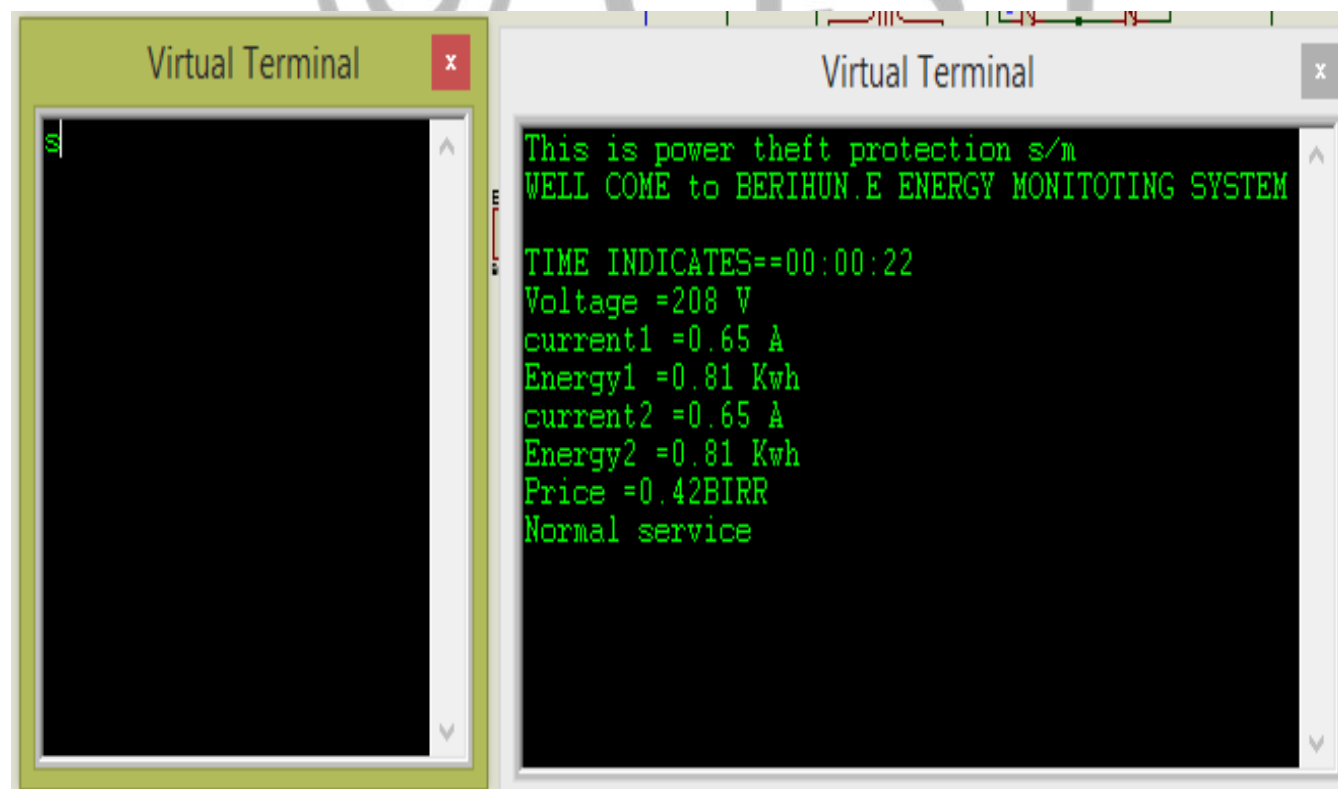 Virtual Terminal
x
s
Virtual Terminal
x
This is power theft protection s/m
WELL COME to BERIHUN.E ENERGY MONITOTING SYSTEM
TIME INDICATES==00:00:22
Voltage =208 V
current1 =0.65 A
Energy1 =0.81 Kwh
current2 =0.65 A
Energy2 =0.81 Kwh
Price =0.42BIRR
Normal service